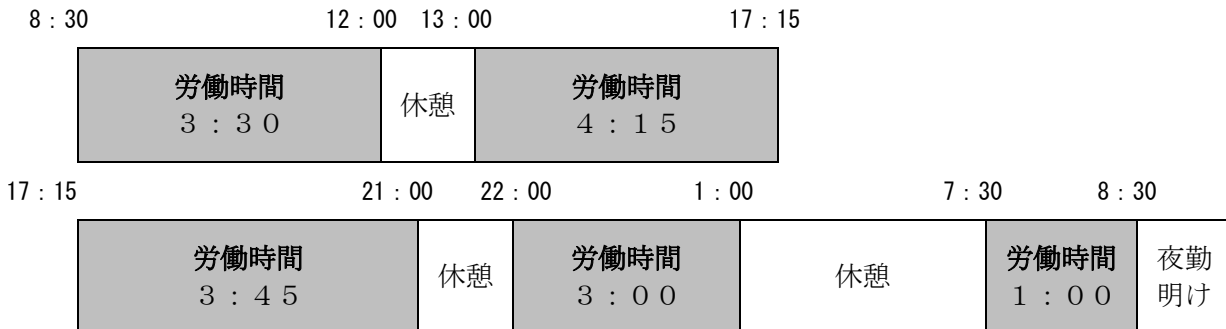 8：30 12：00 13：00 17：15
労働時間 休憩 労働時間
３：３０ ４：１５
17：15 21：00 22：00 1：00 7：30 8：30
労働時間 休憩 労働時間 休憩 労働時間 夜勤
３：４５ ３：００ １：００ 明け